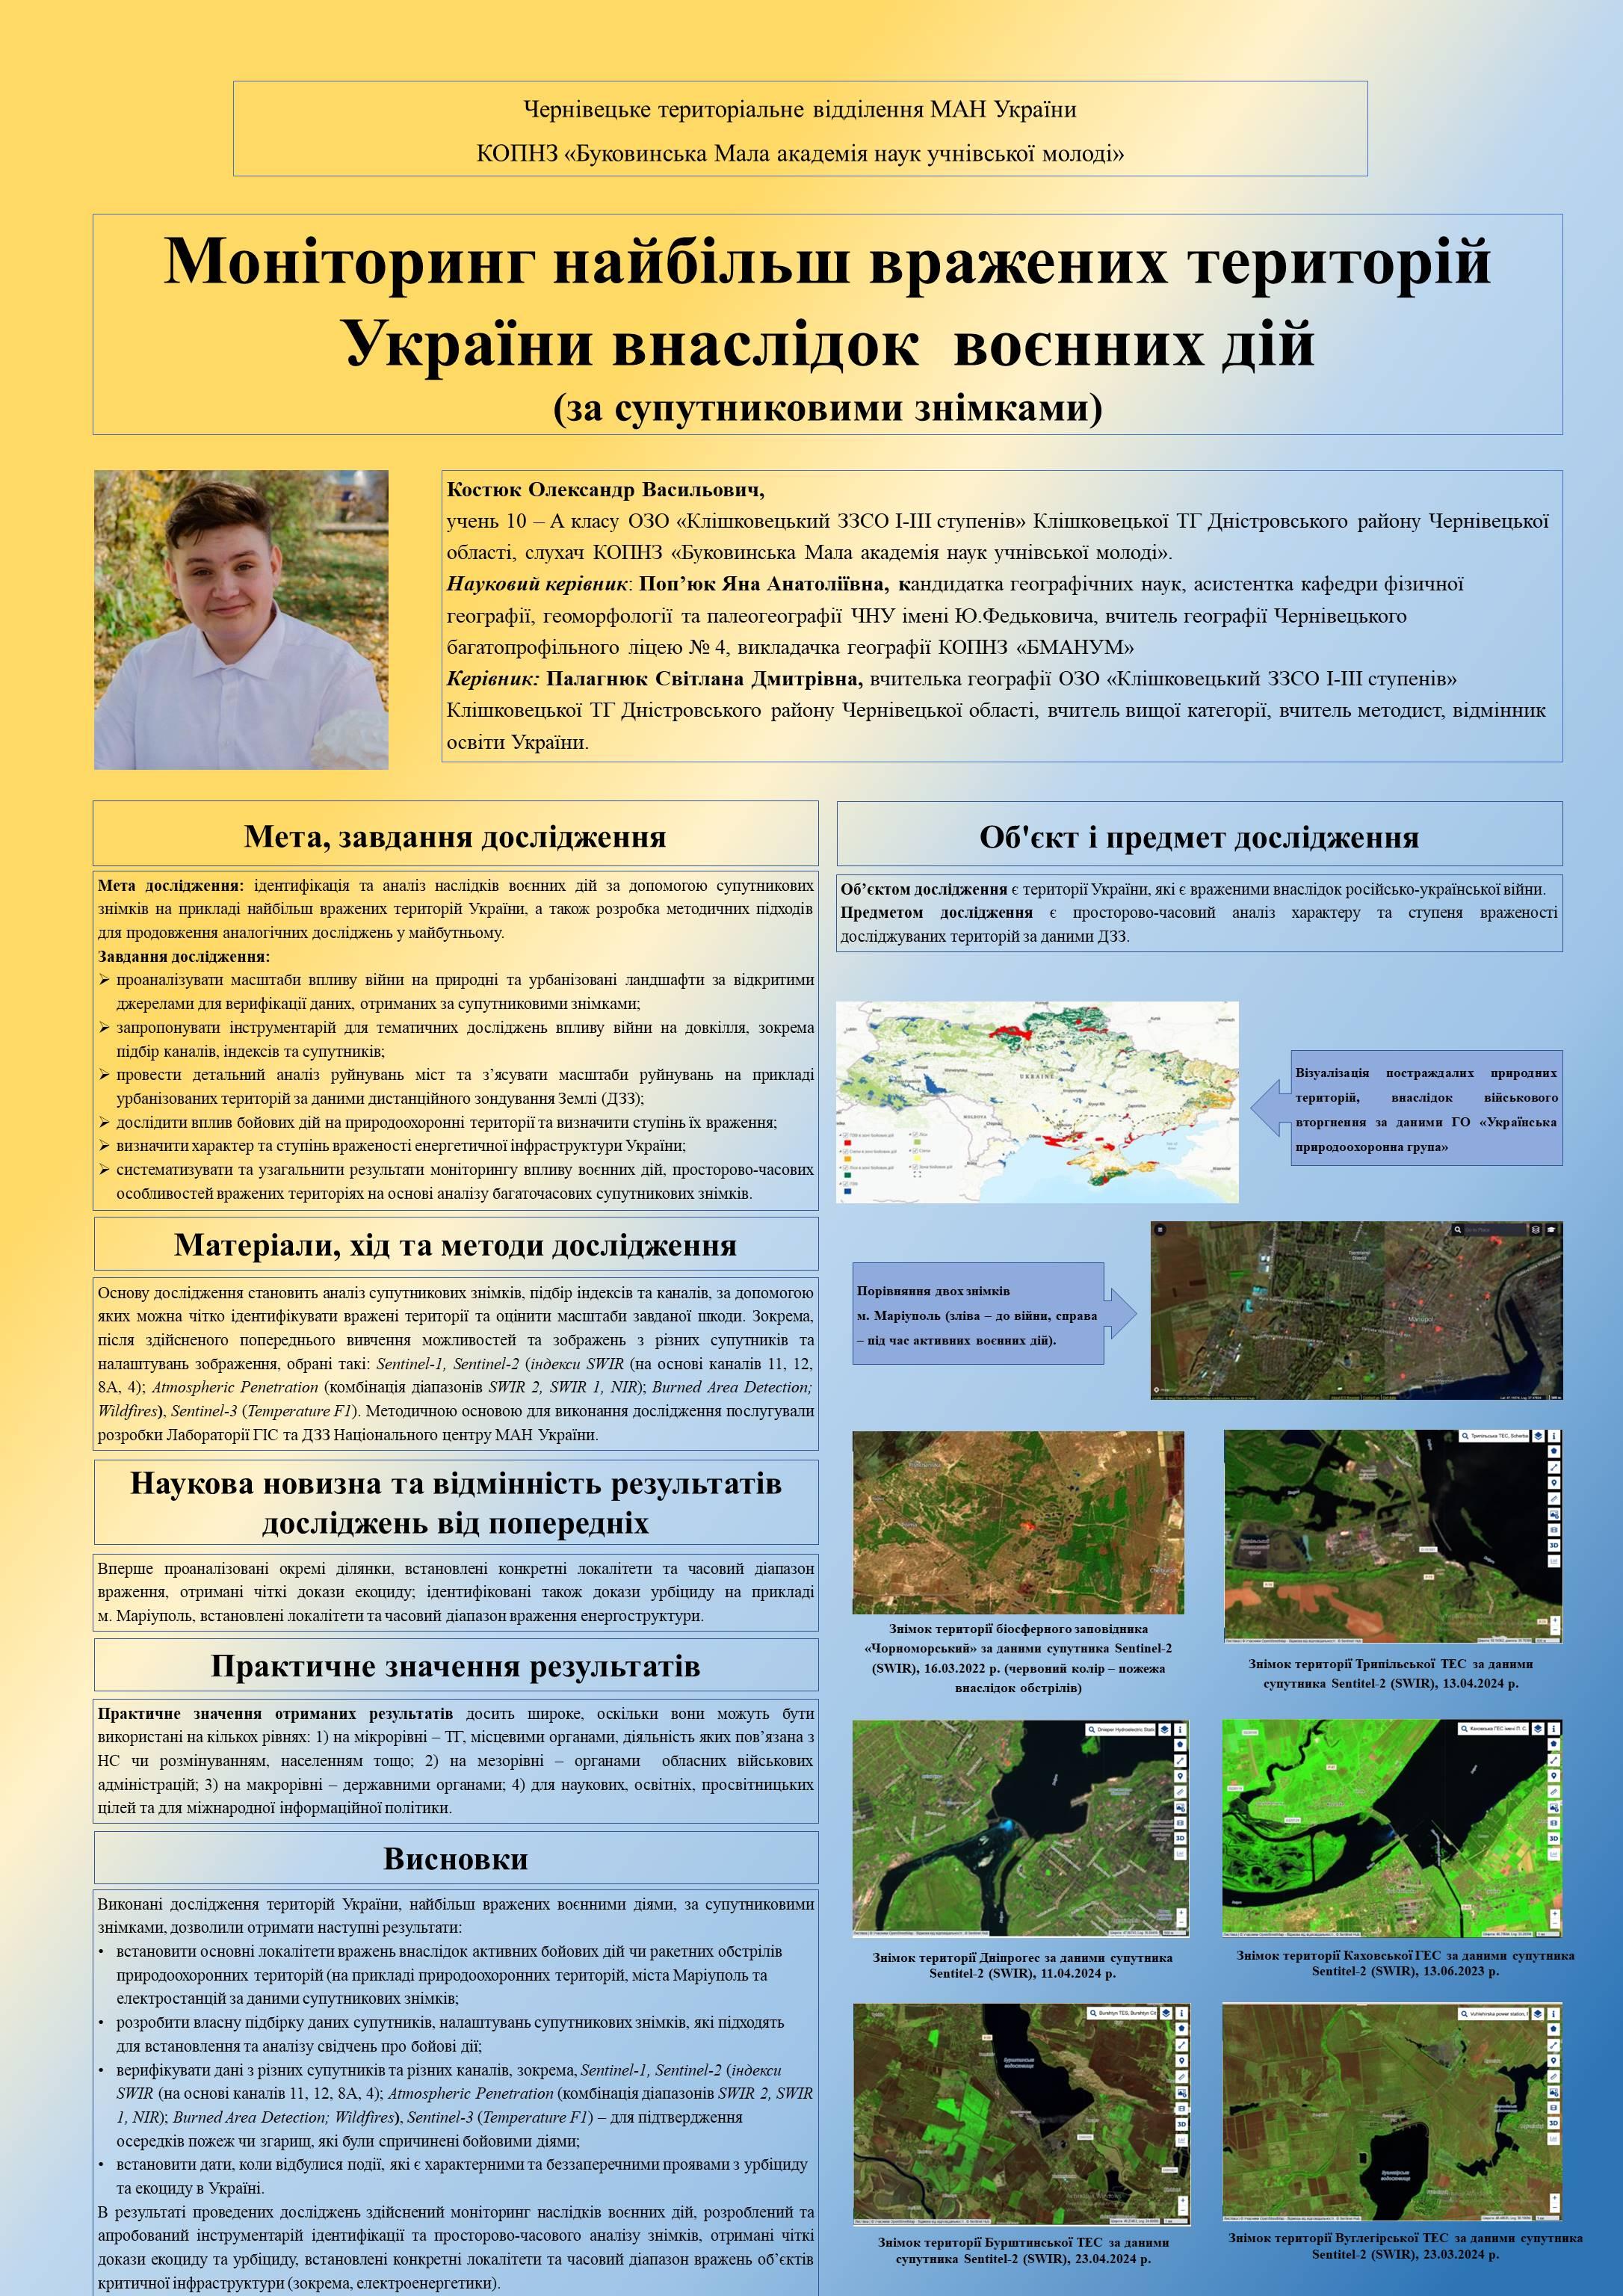 Чернівецьке територіальне відділення МАН України
КОПНЗ «Буковинська Мала академія наук учнівської молоді»
Моніторинг найбільш вражених територій
України внаслідок воєнних дій
(за супутниковими знімками)
Костюк Олександр Васильович,
учень 10 – А класу ОЗО «Клішковецький ЗЗСО І-ІІІ ступенів» Клішковецької ТГ Дністровського району Чернівецької
області, слухач КОПНЗ «Буковинська Мала академія наук учнівської молоді».
Науковий керівник: Поп’юк Яна Анатоліївна, кандидатка географічних наук, асистентка кафедри фізичної
географії, геоморфології та палеогеографії ЧНУ імені Ю.Федьковича, вчитель географії Чернівецького
багатопрофільного ліцею № 4, викладачка географії КОПНЗ «БМАНУМ»
Керівник: Палагнюк Світлана Дмитрівна, вчителька географії ОЗО «Клішковецький ЗЗСО І-ІІІ ступенів»
Клішковецької ТГ Дністровського району Чернівецької області, вчитель вищої категорії, вчитель методист, відмінник
освіти України.
Мета, завдання дослідження
Мета дослідження: ідентифікація та аналіз наслідків воєнних дій за допомогою супутникових
знімків на прикладі найбільш вражених територій України, а також розробка методичних підходів
для продовження аналогічних досліджень у майбутньому.
Завдання дослідження:
➢ проаналізувати масштаби впливу війни на природні та урбанізовані ландшафти за відкритими
джерелами для верифікації даних, отриманих за супутниковими знімками;
➢ запропонувати інструментарій для тематичних досліджень впливу війни на довкілля, зокрема
підбір каналів, індексів та супутників;
➢ провести детальний аналіз руйнувань міст та з’ясувати масштаби руйнувань на прикладі
урбанізованих територій за даними дистанційного зондування Землі (ДЗЗ);
➢ дослідити вплив бойових дій на природоохоронні території та визначити ступінь їх враження;
➢ визначити характер та ступінь враженості енергетичної інфраструктури України;
➢ систематизувати та узагальнити результати моніторингу впливу воєнних дій, просторово-часових
особливостей вражених територіях на основі аналізу багаточасових супутникових знімків.
Матеріали, хід та методи дослідження
Основу дослідження становить аналіз супутникових знімків, підбір індексів та каналів, за допомогою
яких можна чітко ідентифікувати вражені території та оцінити масштаби завданої шкоди. Зокрема,
після здійсненого попереднього вивчення можливостей та зображень з різних супутників та
налаштувань зображення, обрані такі: Sentinel-1, Sentinel-2 (індекси SWIR (на основі каналів 11, 12,
8А, 4); Atmospheric Penetration (комбінація діапазонів SWIR 2, SWIR 1, NIR); Burned Area Detection;
Wildfires), Sentinel-3 (Temperature F1). Методичною основою для виконання дослідження послугували
розробки Лабораторії ГІС та ДЗЗ Національного центру МАН України.
Наукова новизна та відмінність результатів
досліджень від попередніх
Вперше проаналізовані окремі ділянки, встановлені конкретні локалітети та часовий діапазон
враження, отримані чіткі докази екоциду; ідентифіковані також докази урбіциду на прикладі
м. Маріуполь, встановлені локалітети та часовий діапазон враження енергоструктури.
Практичне значення результатів
Практичне значення отриманих результатів досить широке, оскільки вони можуть бути
використані на кількох рівнях: 1) на мікрорівні – ТГ, місцевими органами, діяльність яких пов’язана з
НС чи розмінуванням, населенням тощо; 2) на мезорівні – органами обласних військових
адміністрацій; 3) на макрорівні – державними органами; 4) для наукових, освітніх, просвітницьких
цілей та для міжнародної інформаційної політики.
Висновки
Виконані дослідження територій України, найбільш вражених воєнними діями, за супутниковими
знімками, дозволили отримати наступні результати:
• встановити основні локалітети вражень внаслідок активних бойових дій чи ракетних обстрілів
природоохоронних територій (на прикладі природоохоронних територій, міста Маріуполь та
електростанцій за даними супутникових знімків;
• розробити власну підбірку даних супутників, налаштувань супутникових знімків, які підходять
для встановлення та аналізу свідчень про бойові дії;
• верифікувати дані з різних супутників та різних каналів, зокрема, Sentinel-1, Sentinel-2 (індекси
SWIR (на основі каналів 11, 12, 8А, 4); Atmospheric Penetration (комбінація діапазонів SWIR 2, SWIR
1, NIR); Burned Area Detection; Wildfires), Sentinel-3 (Temperature F1) – для підтвердження
осередків пожеж чи згарищ, які були спричинені бойовими діями;
• встановити дати, коли відбулися події, які є характерними та беззаперечними проявами з урбіциду
та екоциду в Україні.
В результаті проведених досліджень здійснений моніторинг наслідків воєнних дій, розроблений та
апробований інструментарій ідентифікації та просторово-часового аналізу знімків, отримані чіткі
докази екоциду та урбіциду, встановлені конкретні локалітети та часовий діапазон вражень об’єктів
критичної інфраструктури (зокрема, електроенергетики).
Об'єкт і предмет дослідження
Об’єктом дослідження є території України, які є враженими внаслідок російсько-української війни.
Предметом дослідження є просторово-часовий аналіз характеру та ступеня враженості
досліджуваних територій за даними ДЗЗ.
UKRAINE
MOLDOVA
Візуалізація постраждалих природних
територій, внаслідок військового
вторгнення за даними ГО «Українська
природоохоронна група»
Порівняння двох знімків
м. Маріуполь (зліва – до війни, справа
– під час активних воєнних дій).
Mariupol
Знімок території біосферного заповідника
«Чорноморський» за даними супутника Sentinel-2
(SWIR), 16.03.2022 р. (червоний колір – пожежа
внаслідок обстрілів)
Трипільська ТЕС, Scherba
3D
Знімок території Трипільської ТЕС за даними
супутника Sentitel-2 (SWIR), 13.04.2024 р.
Dnieper Hydroelectric Stati
3D
Знімок території Дніпрогес за даними супутника
Sentitel-2 (SWIR), 11.04.2024 р.
Каховська ГЕС імені П. С.
3D
Знімок території Каховської ГЕС за даними супутника
Sentitel-2 (SWIR), 13.06.2023 р.
Burshtyn TES, Burshtyn Ci
3D
Знімок території Бурштинської ТЕС за даними
супутника Sentitel-2 (SWIR), 23.04.2024 р.
Vuhlehirska power station,
3D
Знімок території Вуглегірської ТЕС за даними супутника
Sentitel-2 (SWIR), 23.03.2024 р.